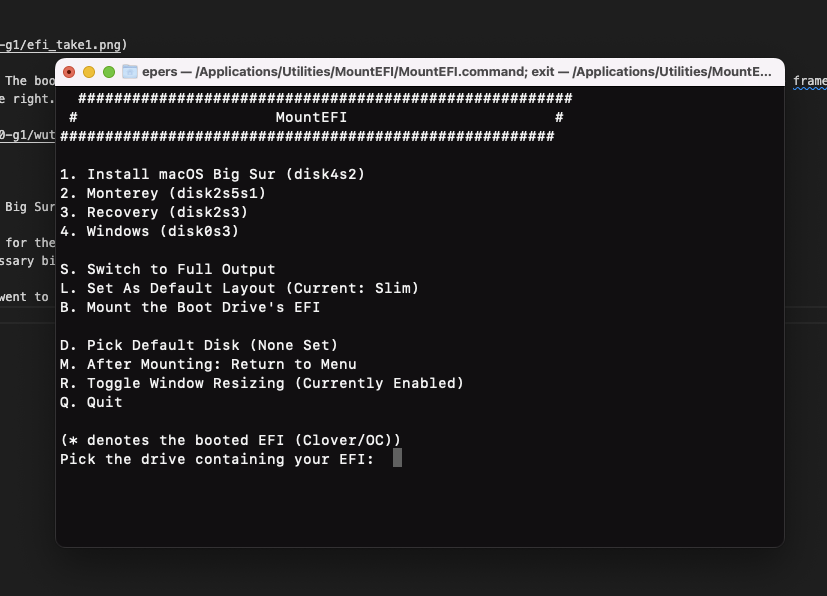 -g1/efi_take1.png)
epers — /Applications/Utilities/MountEFI/MountEFI.command; exit — /Applications/Utilities/MountE...
The boo
frame
e right.
0-g1/wut
Big Sur
for the
ssary bi
went to
#######################################################
# MountEFI #
#######################################################
1. Install macOS Big Sur (disk4s2)
2. Monterey (disk2s5s1)
3. Recovery (disk2s3)
4. Windows (disk0s3)
S. Switch to Full Output
L. Set As Default Layout (Current: Slim)
B. Mount the Boot Drive's EFI
D. Pick Default Disk (None Set)
M. After Mounting: Return to Menu
R. Toggle Window Resizing (Currently Enabled)
Q. Quit
(* denotes the booted EFI (Clover/OC))
Pick the drive containing your EFI: